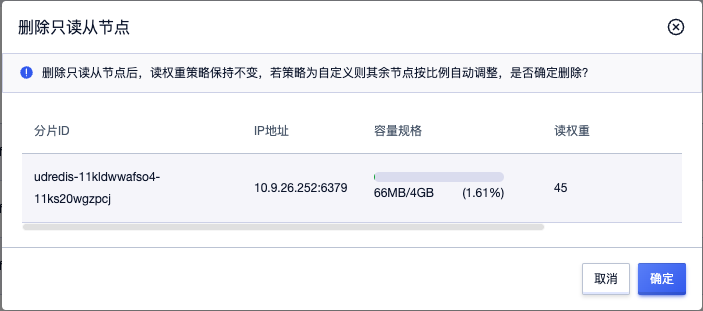 删除只读从节点
删除只读从节点后，读权重策略保持不变，若策略为自定义则其余节点按比例自动调整，是否确定删除?
分片ID IP地址 容量规格 读权重
udredis-11kldwwafso4-
11ks20wgzpcj
10.9.26.252:6379
66MB/4GB (1.61%)
45
取消 确定